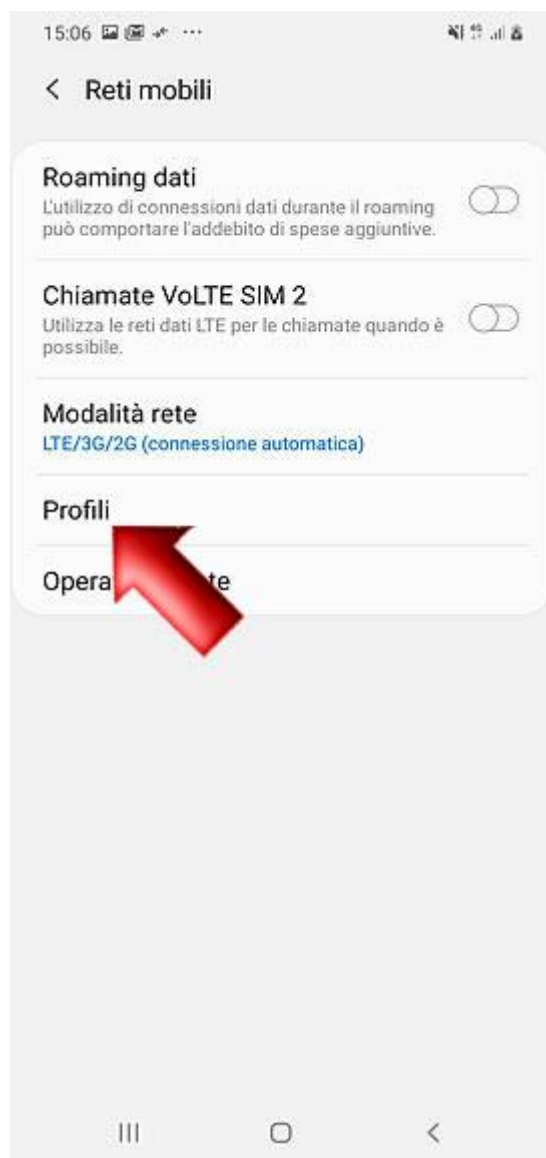 15:06
Reti mobili
Roaming dati
L'utilizzo di connessioni dati durante il roaming
può comportare l'addebito di spese aggiuntive.
Chiamate VoLTE SIM 2
Utilizza le reti dati LTE per le chiamate quando è
possibile.
Modalità rete
LTE/3G/2G (connessione automatica)
Profili